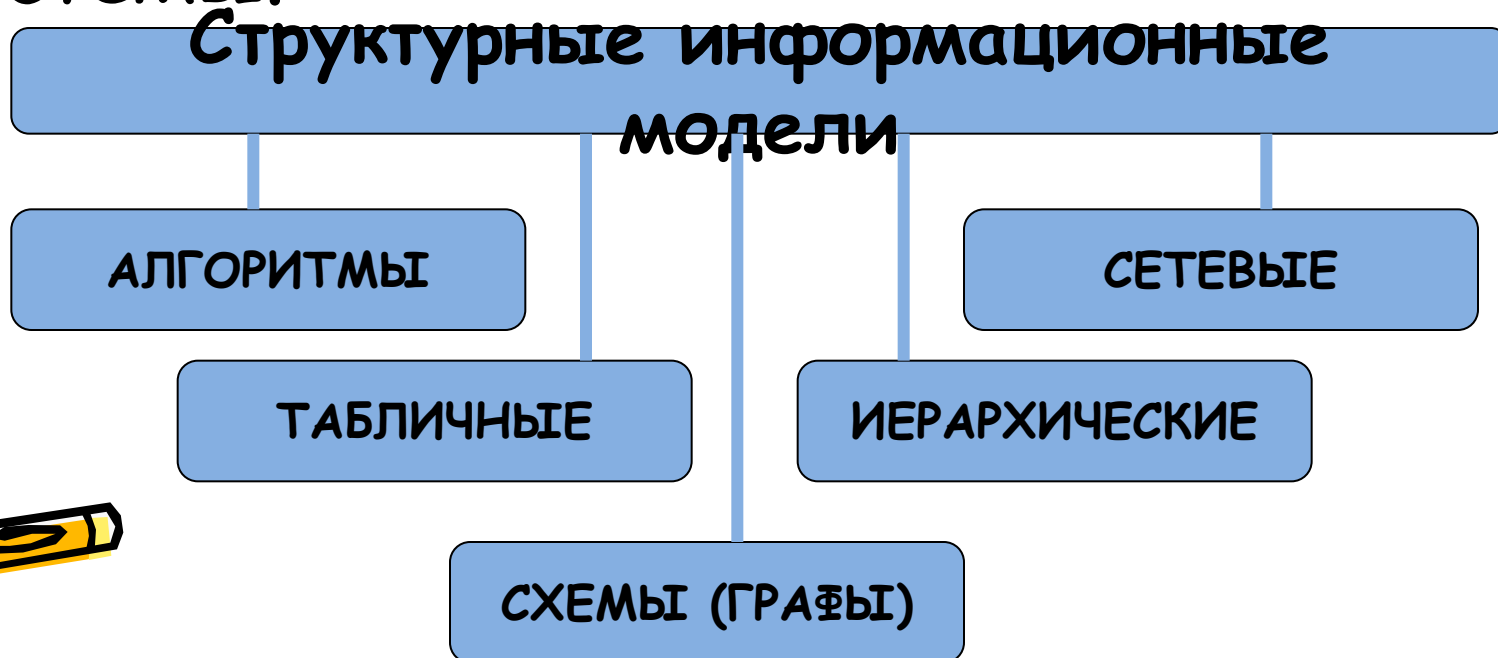 Структурные информационные
модели
АЛГОРИТМЫ
СЕТЕВЫЕ
ТАБЛИЧНЫЕ
ИЕРАРХИЧЕСКИЕ
СХЕМЫ (ГРАФЫ)